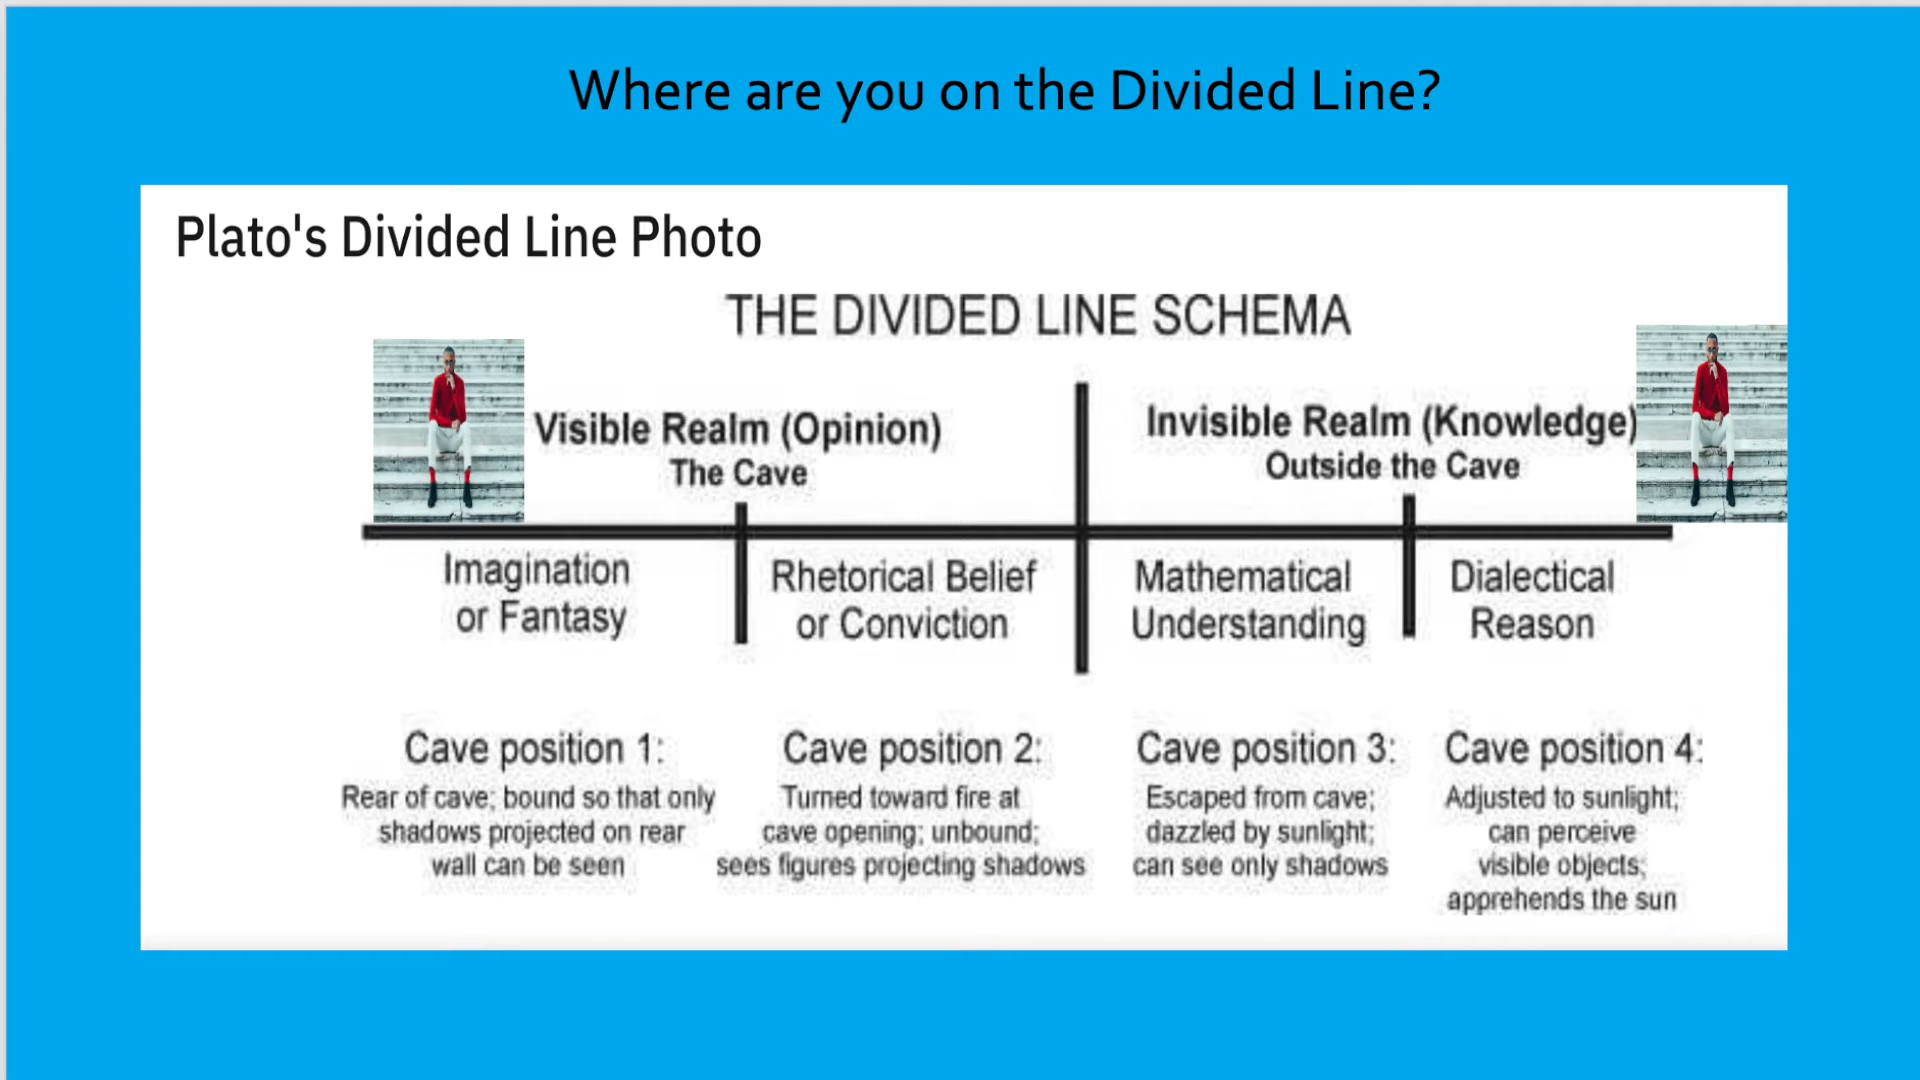 Where are you on the Divided Line?
Plato's Divided Line Photo
THE DIVIDED LINE SCHEMA
Visible Realm (Opinion)
The Cave
Invisible Realm (Knowledge)
Outside the Cave
Imagination
or Fantasy
Rhetorical Belief
or Conviction
Mathematical
Understanding
Dialectical
Reason
Cave position 1:
Rear of cave; bound so that only
shadows projected on rear
wall can be seen
Cave position 2:
Turned toward fire at
cave opening; unbound;
sees figures projecting shadows
Cave position 3:
Escaped from cave;
dazzled by sunlight;
can see only shadows
Cave position 4:
Adjusted to sunlight;
can perceive
visible objects;
apprehends the sun